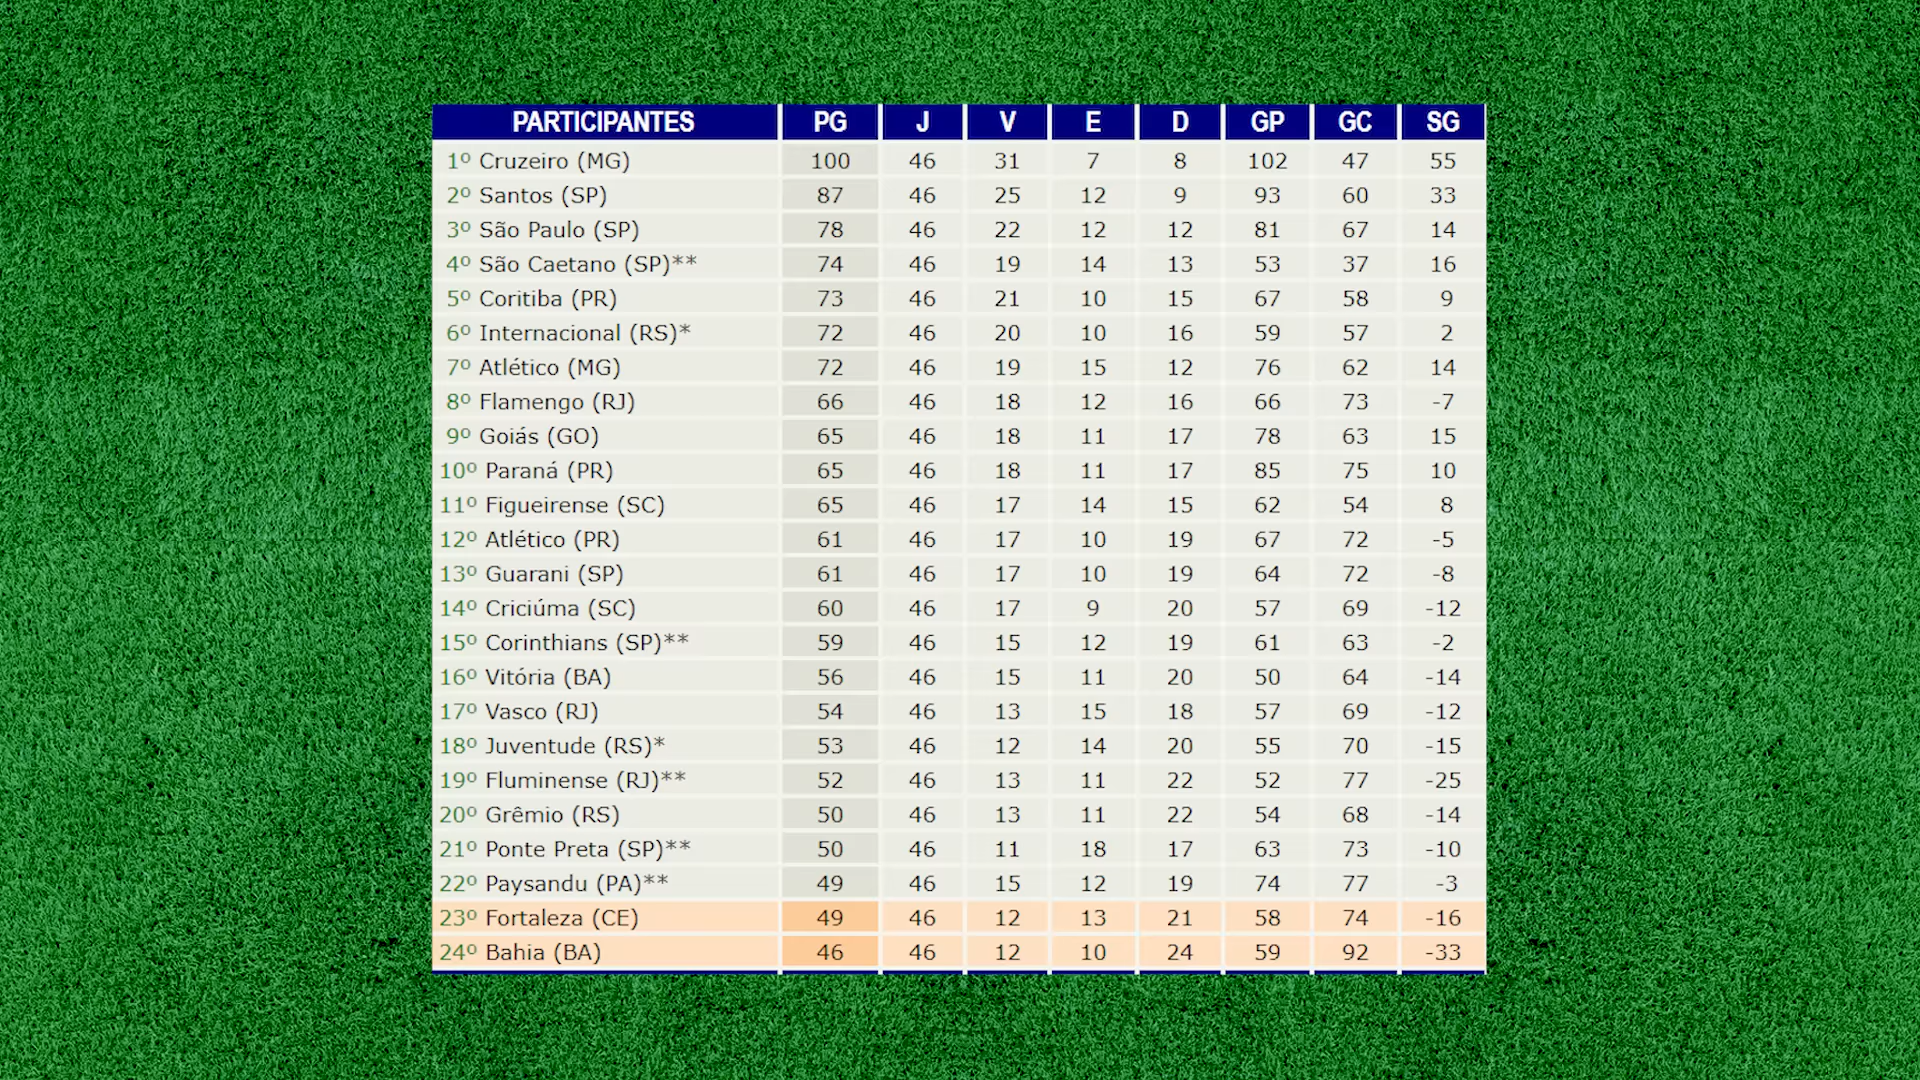 PARTICIPANTES PG J V E D GP GC SG
1º Cruzeiro (MG) 100 46 31 7 8 102 47 55
2º Santos (SP) 87 46 25 12 9 93 60 33
3º São Paulo (SP) 78 46 22 12 12 81 67 14
4º São Caetano (SP)** 74 46 19 14 13 53 37 16
5º Coritiba (PR) 73 46 21 10 15 67 58 9
6º Internacional (RS)* 72 46 20 10 16 59 57 2
7º Atlético (MG) 72 46 19 15 12 76 62 14
8º Flamengo (RJ) 66 46 18 12 16 66 73 -7
9º Goiás (GO) 65 46 18 11 17 78 63 15
10º Paraná (PR) 65 46 18 11 17 85 75 10
11º Figueirense (SC) 65 46 17 14 15 62 54 8
12º Atlético (PR) 61 46 17 10 19 67 72 -5
13º Guarani (SP) 61 46 17 10 19 64 72 -8
14º Criciúma (SC) 60 46 17 9 20 57 69 -12
15º Corinthians (SP)** 59 46 15 12 19 61 63 -2
16º Vitória (BA) 56 46 15 11 20 50 64 -14
17º Vasco (RJ) 54 46 13 15 18 57 69 -12
18º Juventude (RS)* 53 46 12 14 20 55 70 -15
19º Fluminense (RJ)** 52 46 13 11 22 52 77 -25
20º Grêmio (RS) 50 46 13 11 22 54 68 -14
21º Ponte Preta (SP)** 50 46 11 18 17 63 73 -10
22º Paysandu (PA)** 49 46 15 12 19 74 77 -3
23º Fortaleza (CE) 49 46 12 13 21 58 74 -16
24º Bahia (BA) 46 46 12 10 24 59 92 -33